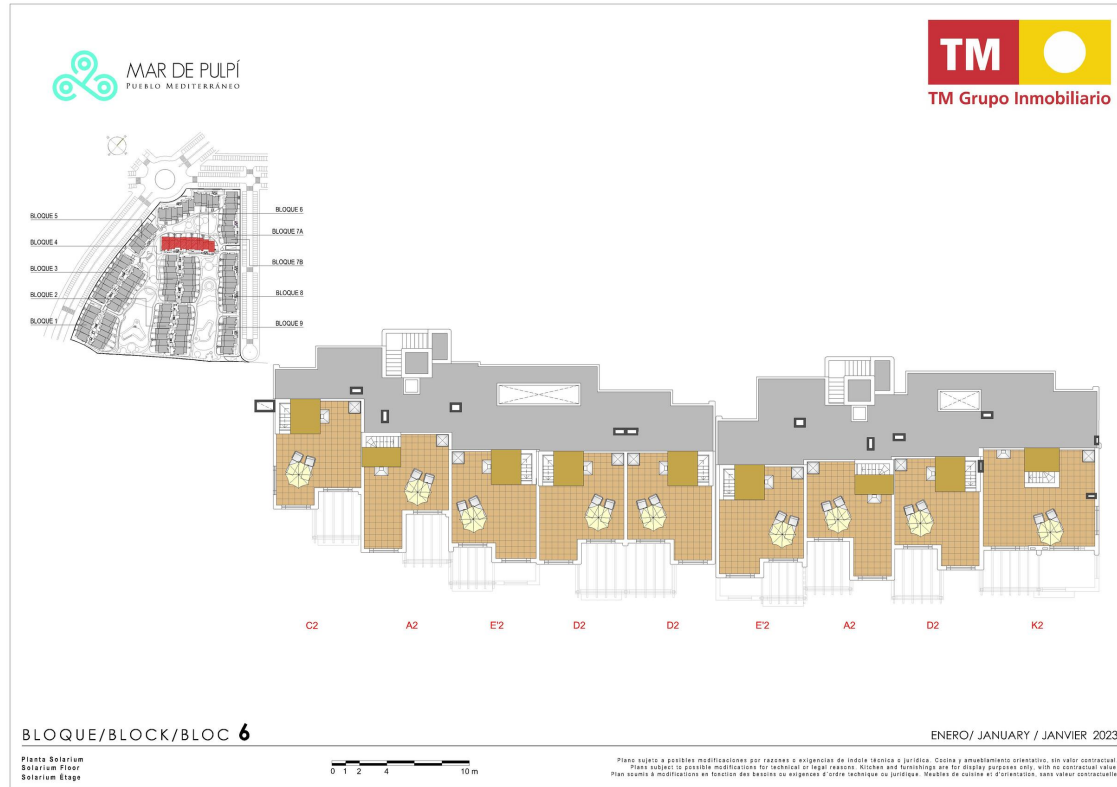 MAR DE PULPÍ
PUEBLO MEDITERRÁNEO
TM
TM Grupo Inmobiliario
BLOQUE 5
BLOQUE 4
BLOQUE 3
BLOQUE 2
BLOQUE 1
BLOQUE 6
BLOQUE 7A
BLOQUE 7B
BLOQUE 8
BLOQUE 9
C2
A2
E'2
D2
D2
E'2
A2
D2
K2
BLOQUE/BLOCK/BLOC 6
ENERO/ JANUARY / JANVIER 2023
Planta Solarium
Solarium Floor
Solarium Étage
0 1 2 4 10 m
Plano sujeto a posibles modificaciones por razones o exigencias de índole técnica o jurídica. Cocina y amueblamiento orientativo, sin valor contractual.
Plans subject to possible modifications for technical or legal reasons. Kitchen and furnishings are for display purposes only, with no contractual value
Plan soumis à modifications en fonction des besoins ou exigences d'ordre technique ou juridique. Meubles de cuisine et d'orientation, sans valeur contractuelle